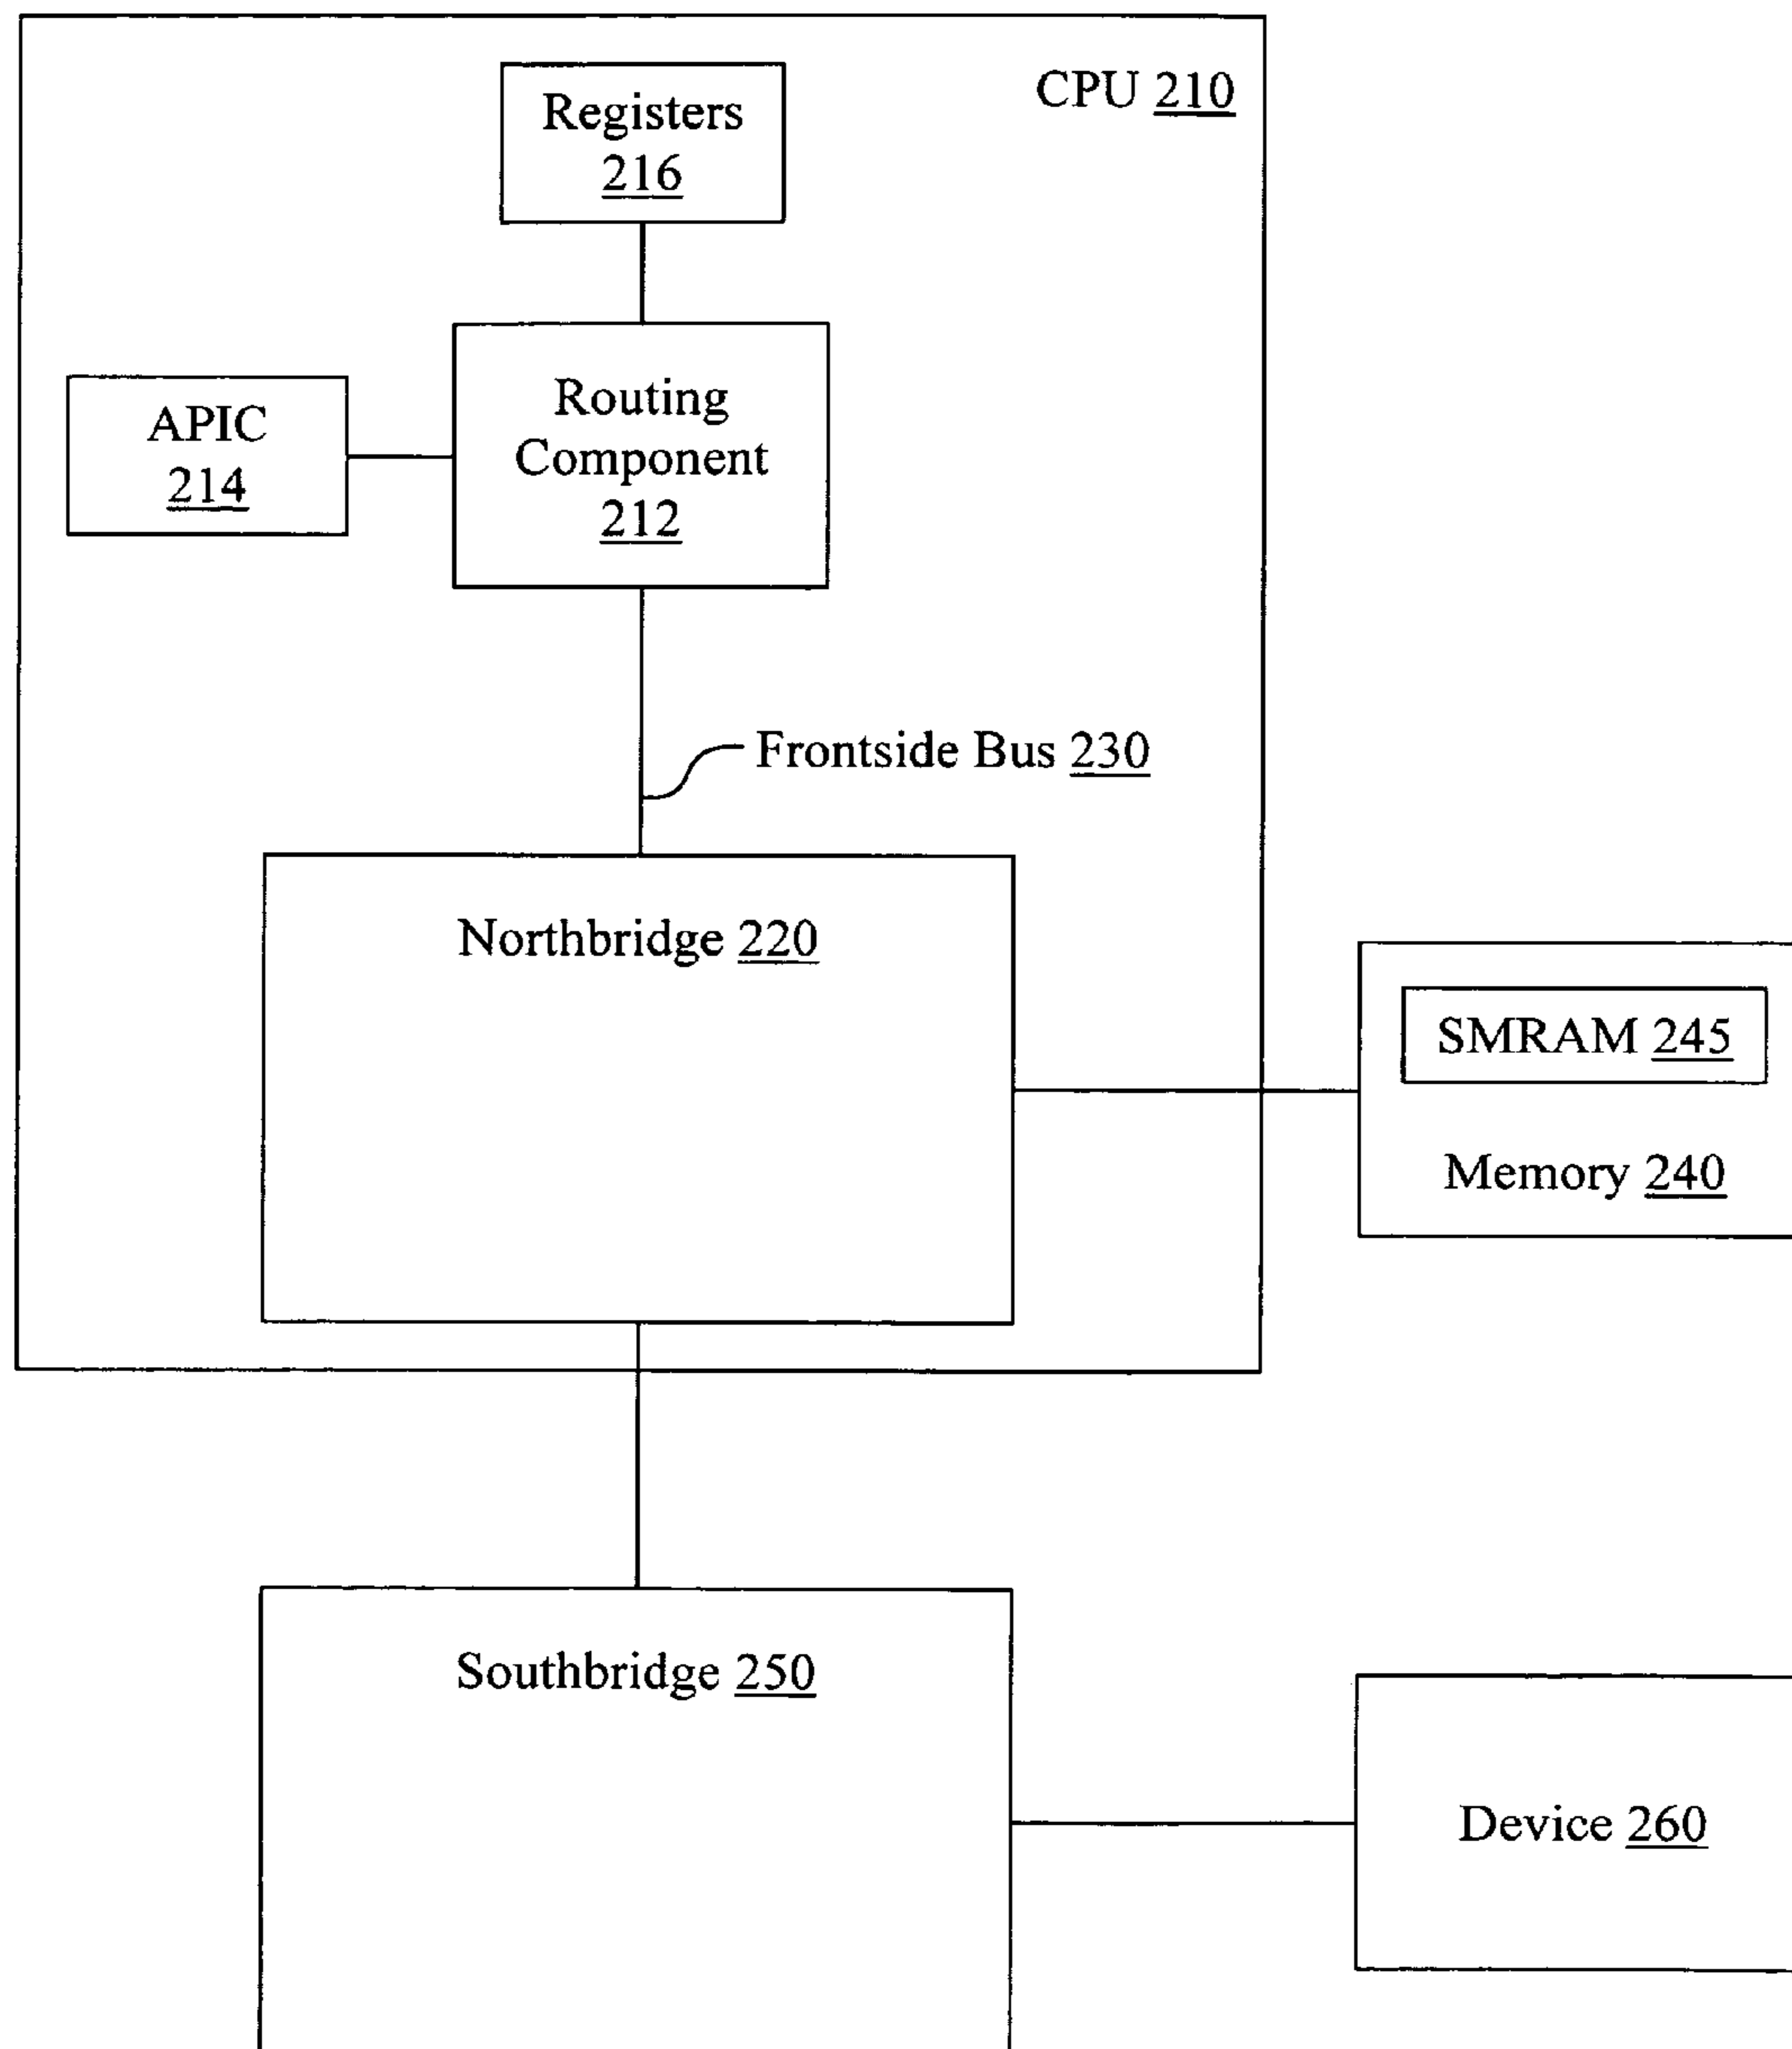 CPU 210
Registers
216
APIC
214
Routing
Component
212
Frontside Bus 230
Northbridge 220
SMRAM 245
Memory 240
Southbridge 250
Device 260